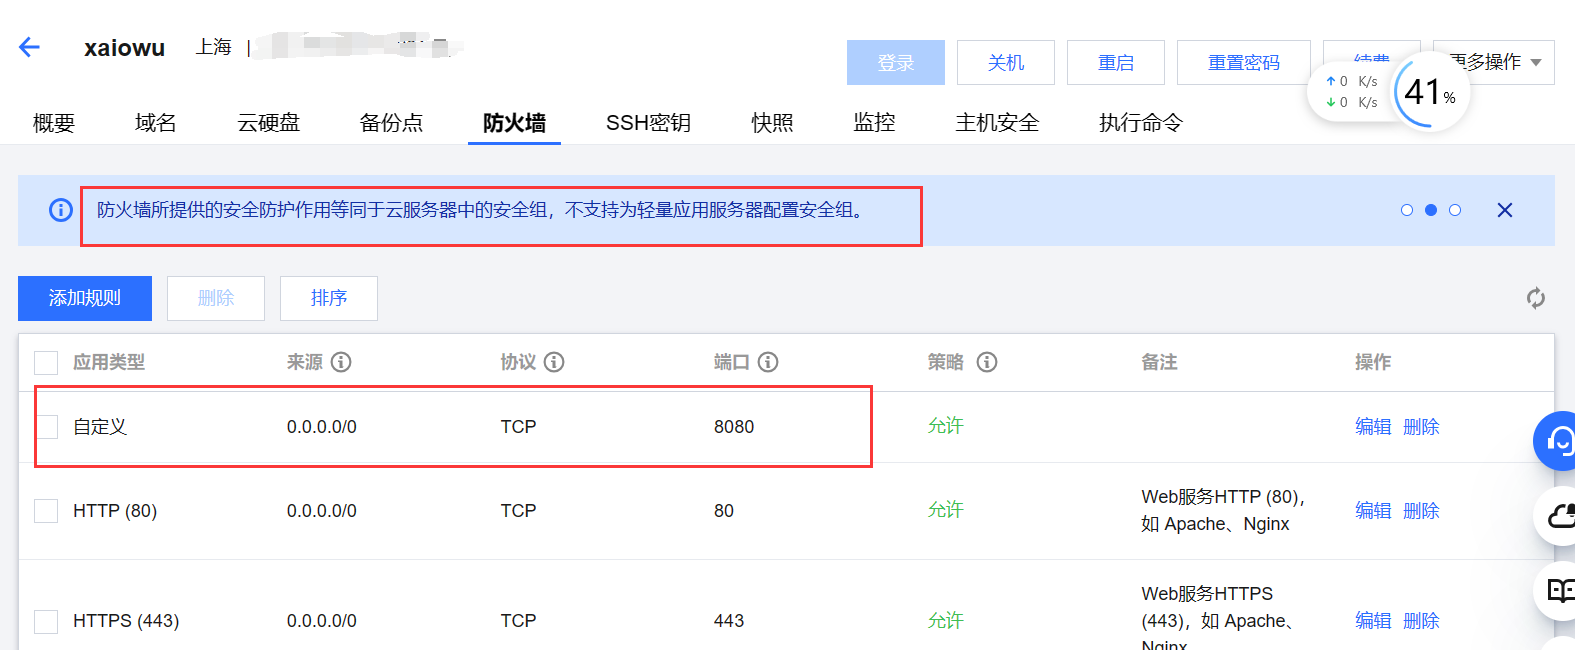 xaiowu 上海 |
登录 关机 重启 重置密码 续费 更多操作
↑ 0 K/s
↓ 0 K/s
41%
概要 域名 云硬盘 备份点 防火墙 SSH密钥 快照 监控 主机安全 执行命令
防火墙所提供的安全防护作用等同于云服务器中的安全组，不支持为轻量应用服务器配置安全组。
添加规则 删除 排序
应用类型 来源 协议 端口 策略 备注 操作
自定义 0.0.0.0/0 TCP 8080 允许 编辑 删除
HTTP (80) 0.0.0.0/0 TCP 80 允许 Web服务HTTP (80)，
如 Apache、Nginx 编辑 删除
HTTPS (443) 0.0.0.0/0 TCP 443 允许 Web服务HTTPS
(443)，如 Apache、
Nginx 编辑 删除